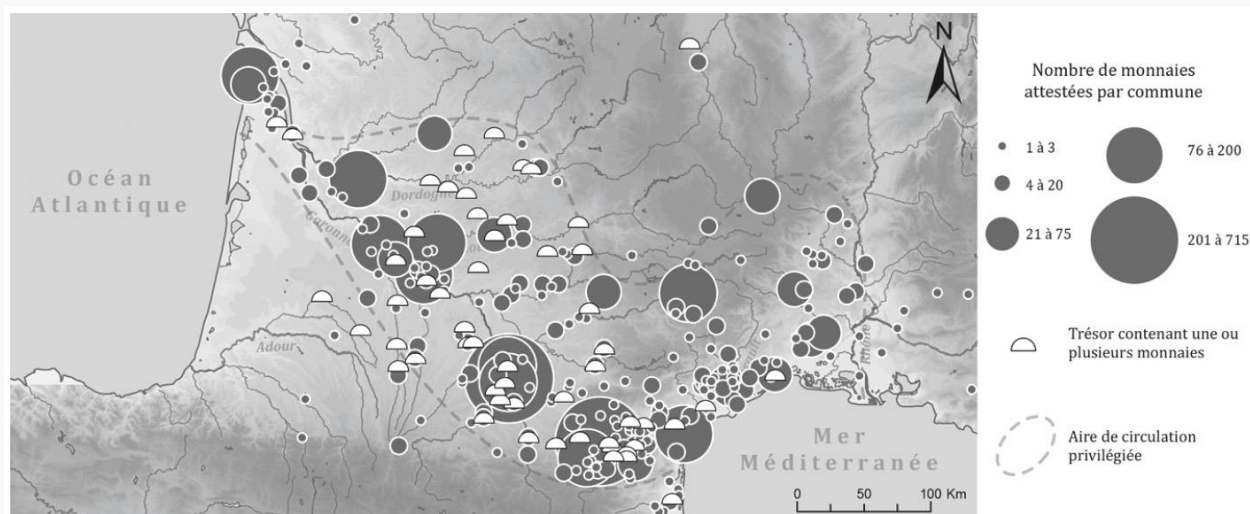 Océan
Atlantique
Dordogne
Garonne
Adour
Rhône
Mer
Méditerranée
0 50 100 Km
N
Nombre de monnaies
attestées par commune
1 à 3
4 à 20
21 à 75
76 à 200
201 à 715
Trésor contenant une ou
plusieurs monnaies
Aire de circulation
privilégiée